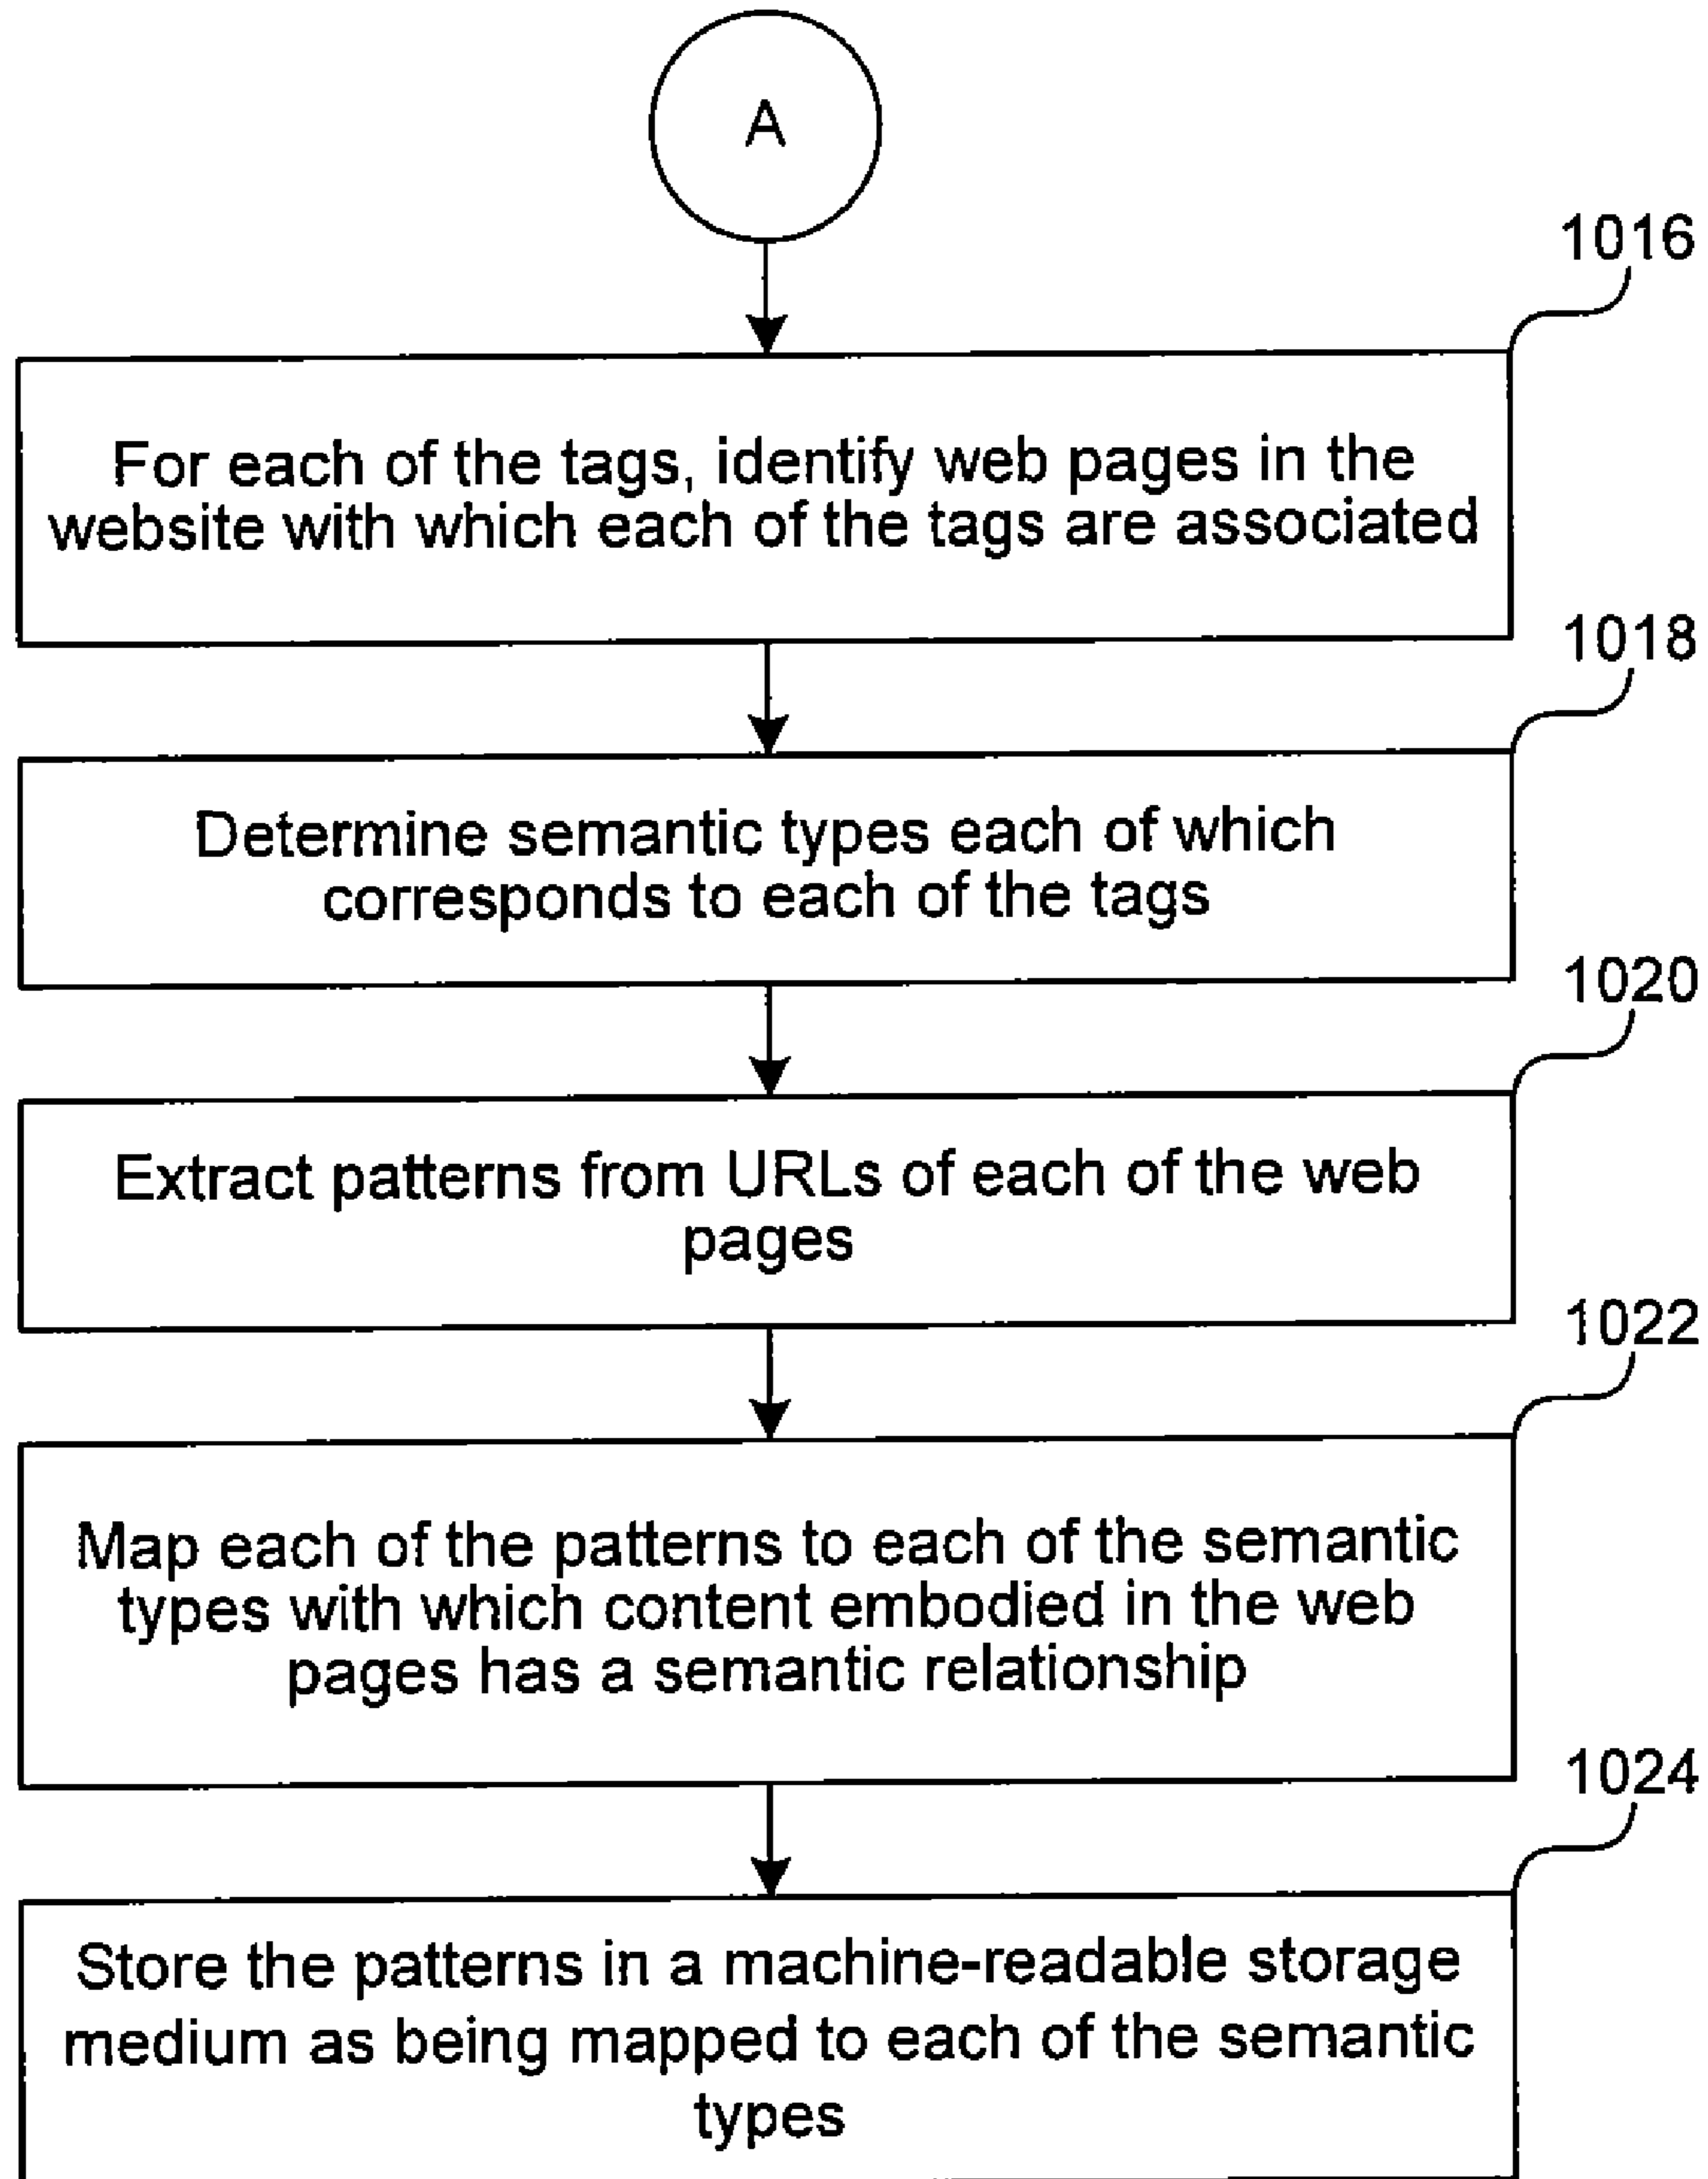 A
1016
For each of the tags, identify web pages in the
website with which each of the tags are associated
1018
Determine semantic types each of which
corresponds to each of the tags
1020
Extract patterns from URLs of each of the web
pages
1022
Map each of the patterns to each of the semantic
types with which content embodied in the web
pages has a semantic relationship
1024
Store the patterns in a machine-readable storage
medium as being mapped to each of the semantic
types